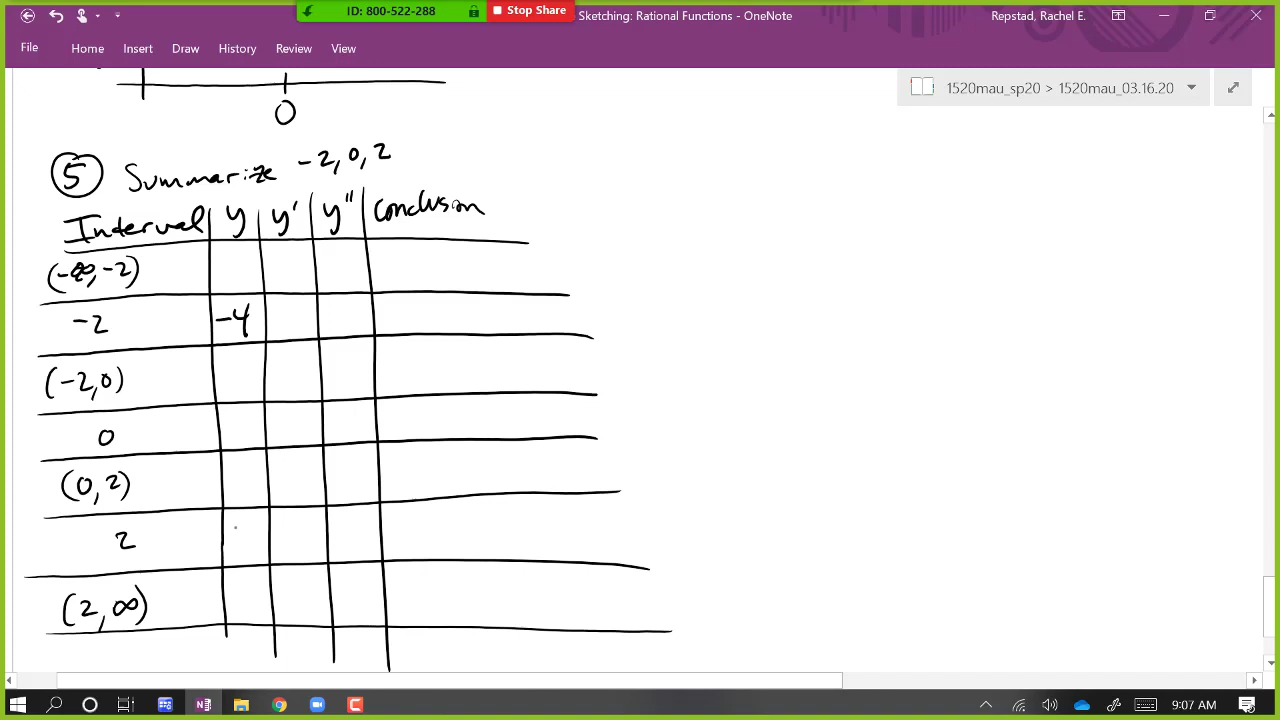 ID: 800-522-288
Stop Share
Sketching: Rational Functions - OneNote
Repstad, Rachel E.
File Home Insert Draw History Review View
1520mau_sp20 > 1520mau_03.16.20
0
5 Summarize -2, 0, 2
Interval y y' y'' Conclusion
(-∞, -2)
-2 -4
(-2, 0)
0
(0, 2)
2
(2, ∞)
9:07 AM